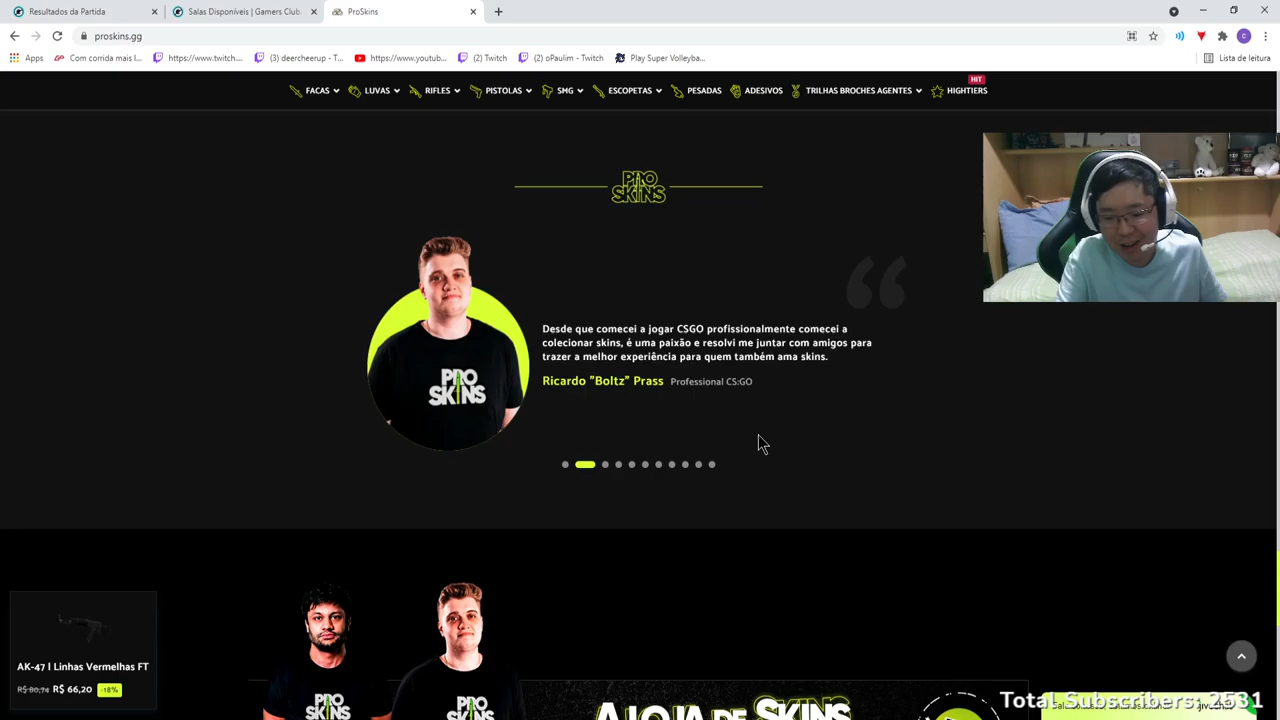 Resultados da Partida
Salas Disponíveis | Gamers Club
ProSkins
proskins.gg
Apps
Com corrida mais l...
https://www.twitch....
(3) deercheerup - T...
https://www.youtub...
(2) Twitch
(2) oPaulim - Twitch
Play Super Volleyba...
Lista de leitura
HIT
FACAS
LUVAS
RIFLES
PISTOLAS
SMG
ESCOPETAS
PESADAS
ADESIVOS
TRILHAS BROCHES AGENTES
HIGHTIERS
PRO
SKINS
Desde que comecei a jogar CSGO profissionalmente comecei a
colecionar skins, é uma paixão e resolvi me juntar com amigos para
trazer a melhor experiência para quem também ama skins.
Ricardo "Boltz" Prass Professional CS:GO
PRO
SKINS
AK-47 | Linhas Vermelhas FT
R$ 80,74 R$ 66,20 -18%
PRO
SKINS
PRO
SKINS
A LOJA DE SKINS
Total Subscribers: 2531